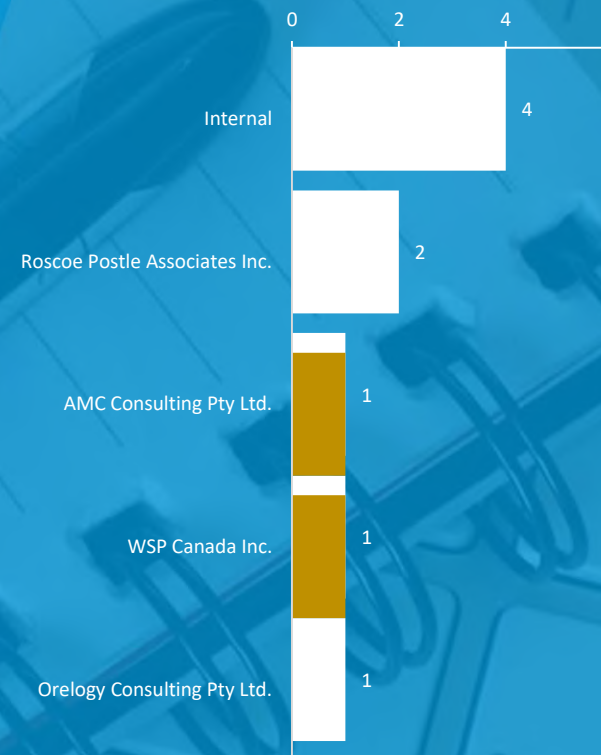 0 2 4
Internal 4
Roscoe Postle Associates Inc. 2
AMC Consulting Pty Ltd. 1
WSP Canada Inc. 1
Orelogy Consulting Pty Ltd. 1